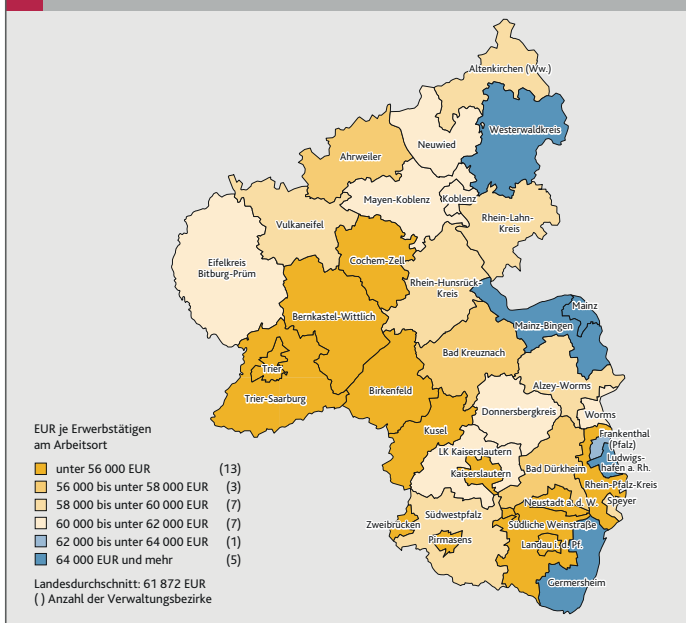 Altenkirchen (Ww.)
Westerwaldkreis
Neuwied
Ahrweiler
Mayen-Koblenz
Koblenz
Rhein-Lahn-
Kreis
Vulkaneifel
Cochem-Zell
Eifelkreis
Bitburg-Prüm
Rhein-Hunsrück-
Kreis
Mainz
Bernkastel-Wittlich
Mainz-Bingen
Bad Kreuznach
Trier
Alzey-Worms
Birkenfeld
Trier-Saarburg
Donnersbergkreis
Worms
Kusel
Frankenthal
(Pfalz)
LK Kaiserslautern
Ludwigs-
hafen a. Rh.
Kaiserslautern
Bad Dürkheim
Rhein-Pfalz-Kreis
Neustadt a. d. W.
Speyer
Südwestpfalz
Zweibrücken
Südliche Weinstraße
Pirmasens
Landau i. d. Pf.
Germersheim
EUR je Erwerbstätigen
am Arbeitsort
unter 56 000 EUR (13)
56 000 bis unter 58 000 EUR (3)
58 000 bis unter 60 000 EUR (7)
60 000 bis unter 62 000 EUR (7)
62 000 bis unter 64 000 EUR (1)
64 000 EUR und mehr (5)
Landesdurchschnitt: 61 872 EUR
( ) Anzahl der Verwaltungsbezirke